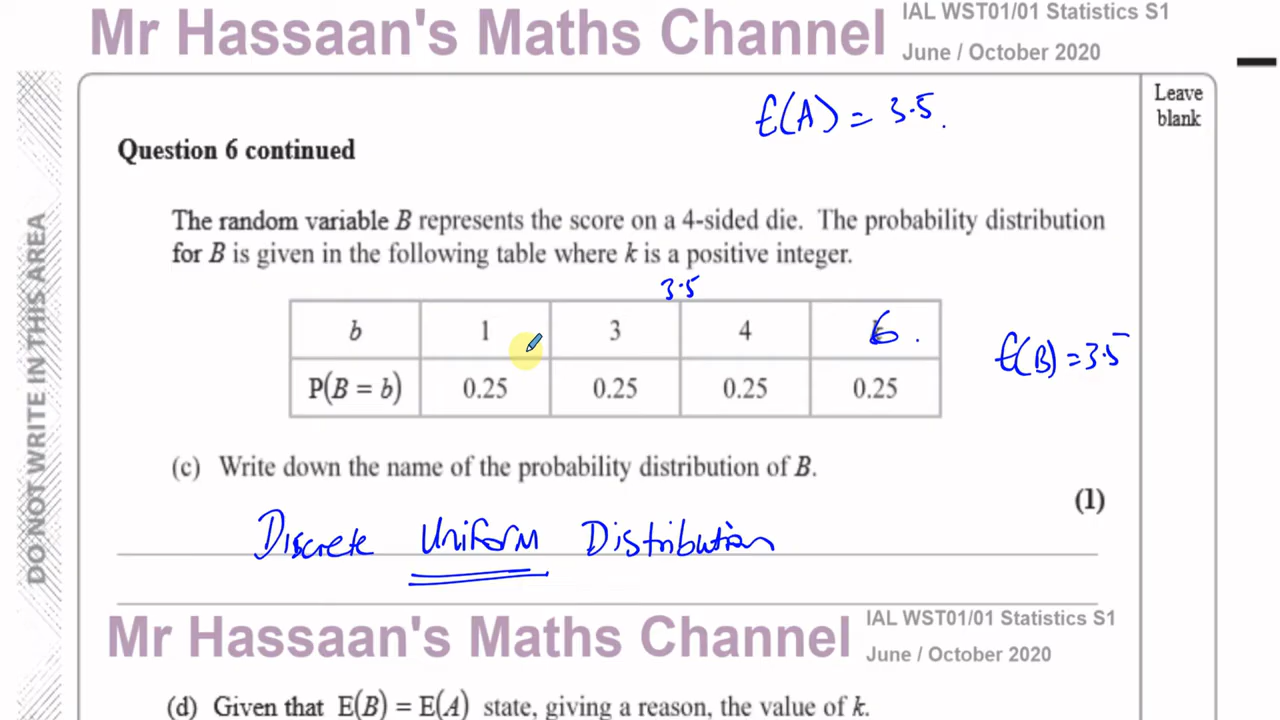 Mr Hassaan's Maths Channel
IAL WST01/01 Statistics S1
June / October 2020
Leave
blank
E(A) = 3.5.
Question 6 continued
The random variable B represents the score on a 4-sided die. The probability distribution
for B is given in the following table where k is a positive integer.
3.5
b 1 3 4 6.
P(B = b) 0.25 0.25 0.25 0.25
E(B) = 3.5
(c) Write down the name of the probability distribution of B.
(1)
Discrete Uniform Distribution
DO NOT WRITE IN THIS AREA
Mr Hassaan's Maths Channel
IAL WST01/01 Statistics S1
June / October 2020
(d) Given that E(B) = E(A) state, giving a reason, the value of k.